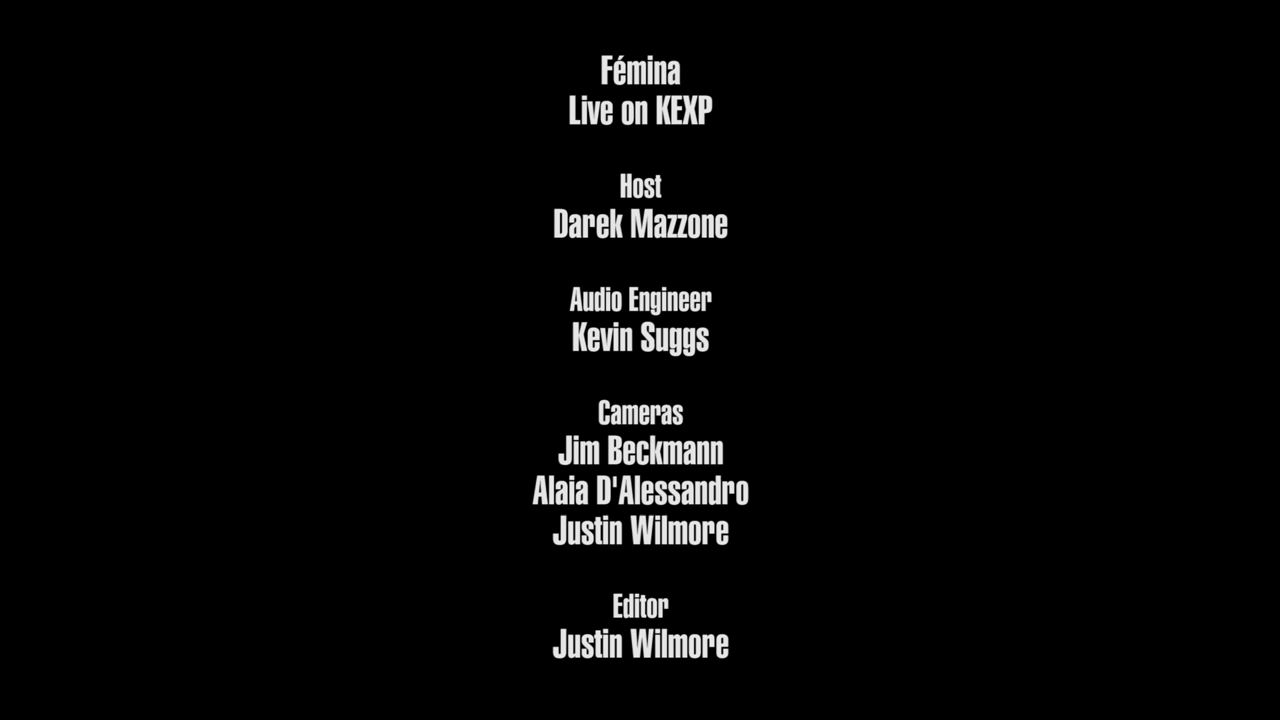 Fémina
Live on KEXP
Host
Darek Mazzone
Audio Engineer
Kevin Suggs
Cameras
Jim Beckmann
Alaia D'Alessandro
Justin Wilmore
Editor
Justin Wilmore